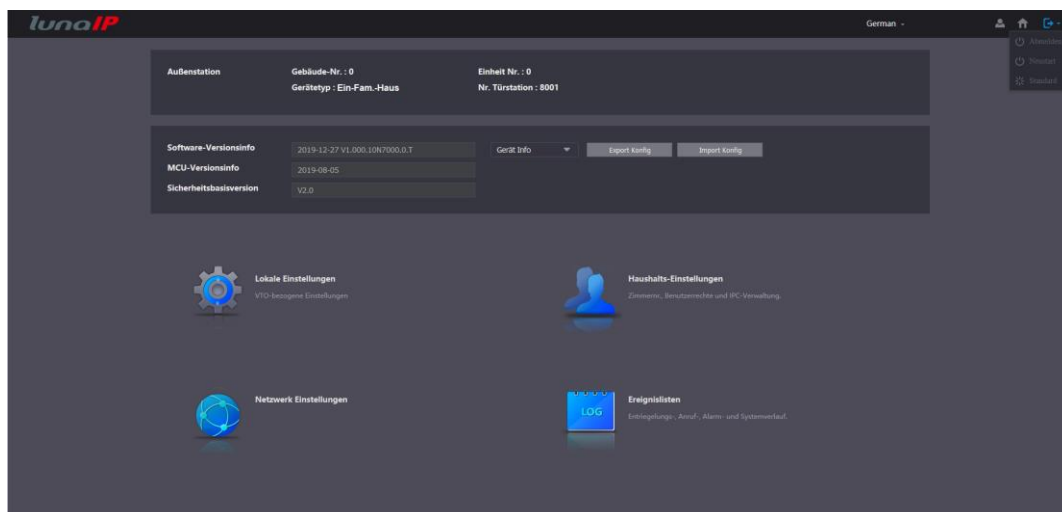 lunaIP
German
Abmelden
Neustart
Standard
Außenstation
Gebäude-Nr. : 0
Einheit Nr. : 0
Gerätetyp : Ein-Fam.-Haus
Nr. Türstation : 8001
Software-Versionsinfo
2019-12-27 V1.000.10N7000.0.T
Gerät Info
Export Konfig
Import Konfig
MCU-Versionsinfo
2019-08-05
Sicherheitsbasisversion
V2.0
Lokale Einstellungen
VTO-bezogene Einstellungen
Haushalts-Einstellungen
Zimmernr., Benutzerrechte und IPC-Verwaltung.
Netzwerk Einstellungen
LOG
Ereignislisten
Entriegelungs-, Anruf-, Alarm- und Systemverlauf.